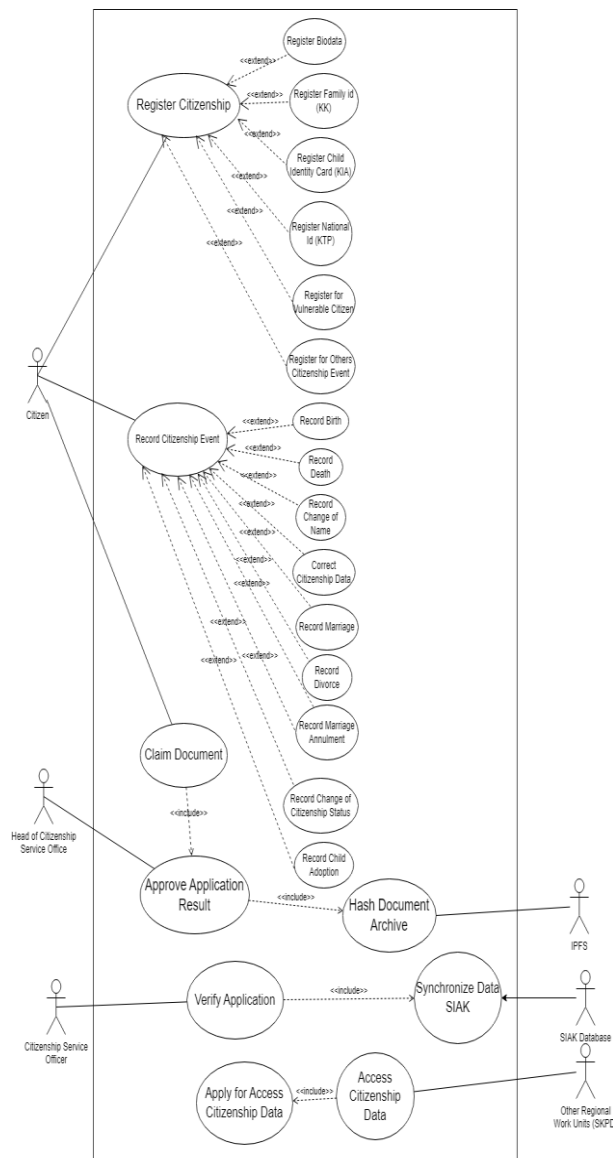 Register Biodata
<<extend>>
Register Citizenship
<<extend>>
Register Family id
(KK)
<<extend>>
Register Child
Identity Card (KIA)
<<extend>>
Register National
Id (KTP)
<<extend>>
<<extend>>
Register for
Vulnerable Citizen
Register for Others
Citizenship Event
Citizen
Record Citizenship Event
<<extend>>
Record Birth
<<extend>>
Record
Death
<<extend>>
Record
Change of
Name
<<extend>>
Correct
Citizenship Data
<<extend>>
<<extend>>
<<extend>>
Record Marriage
<<extend>>
<<extend>>
Record
Divorce
Record Marriage
Annulment
Claim Document
Record Change of
Citizenship Status
<<include>>
Head of Citizenship
Service Office
Record Child
Adoption
Approve Application
Result
<<include>>
Hash Document
Archive
IPFS
Verify Application
<<include>>
Synchronize Data
SIAK
Citizenship Service
Officer
SIAK Database
Apply for Access
Citizenship Data
<<include>>
Access
Citizenship
Data
Other Regional
Work Units (SKPD